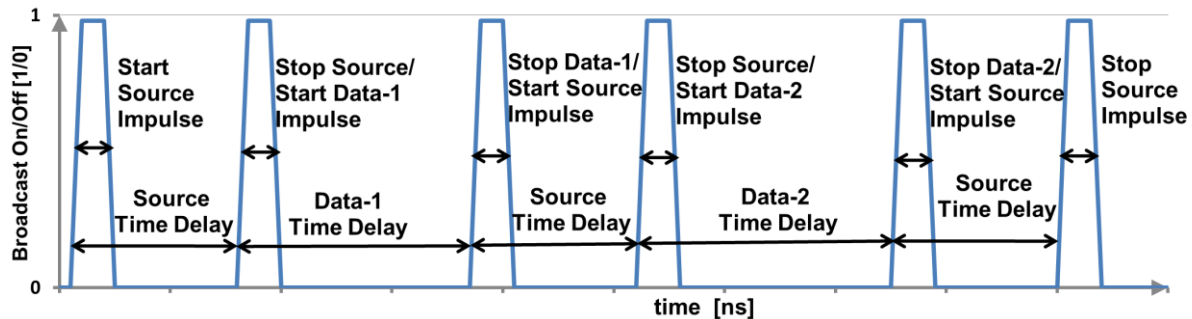 Broadcast On/Off [1/0]
1
0
Start
Source
Impulse
Stop Source/
Start Data-1
Impulse
Stop Data-1/
Start Source
Impulse
Stop Source/
Start Data-2
Impulse
Stop Data-2/
Start Source
Impulse
Stop
Source
Impulse
Source
Time Delay
Data-1
Time Delay
Source
Time Delay
Data-2
Time Delay
Source
Time Delay
time [ns]